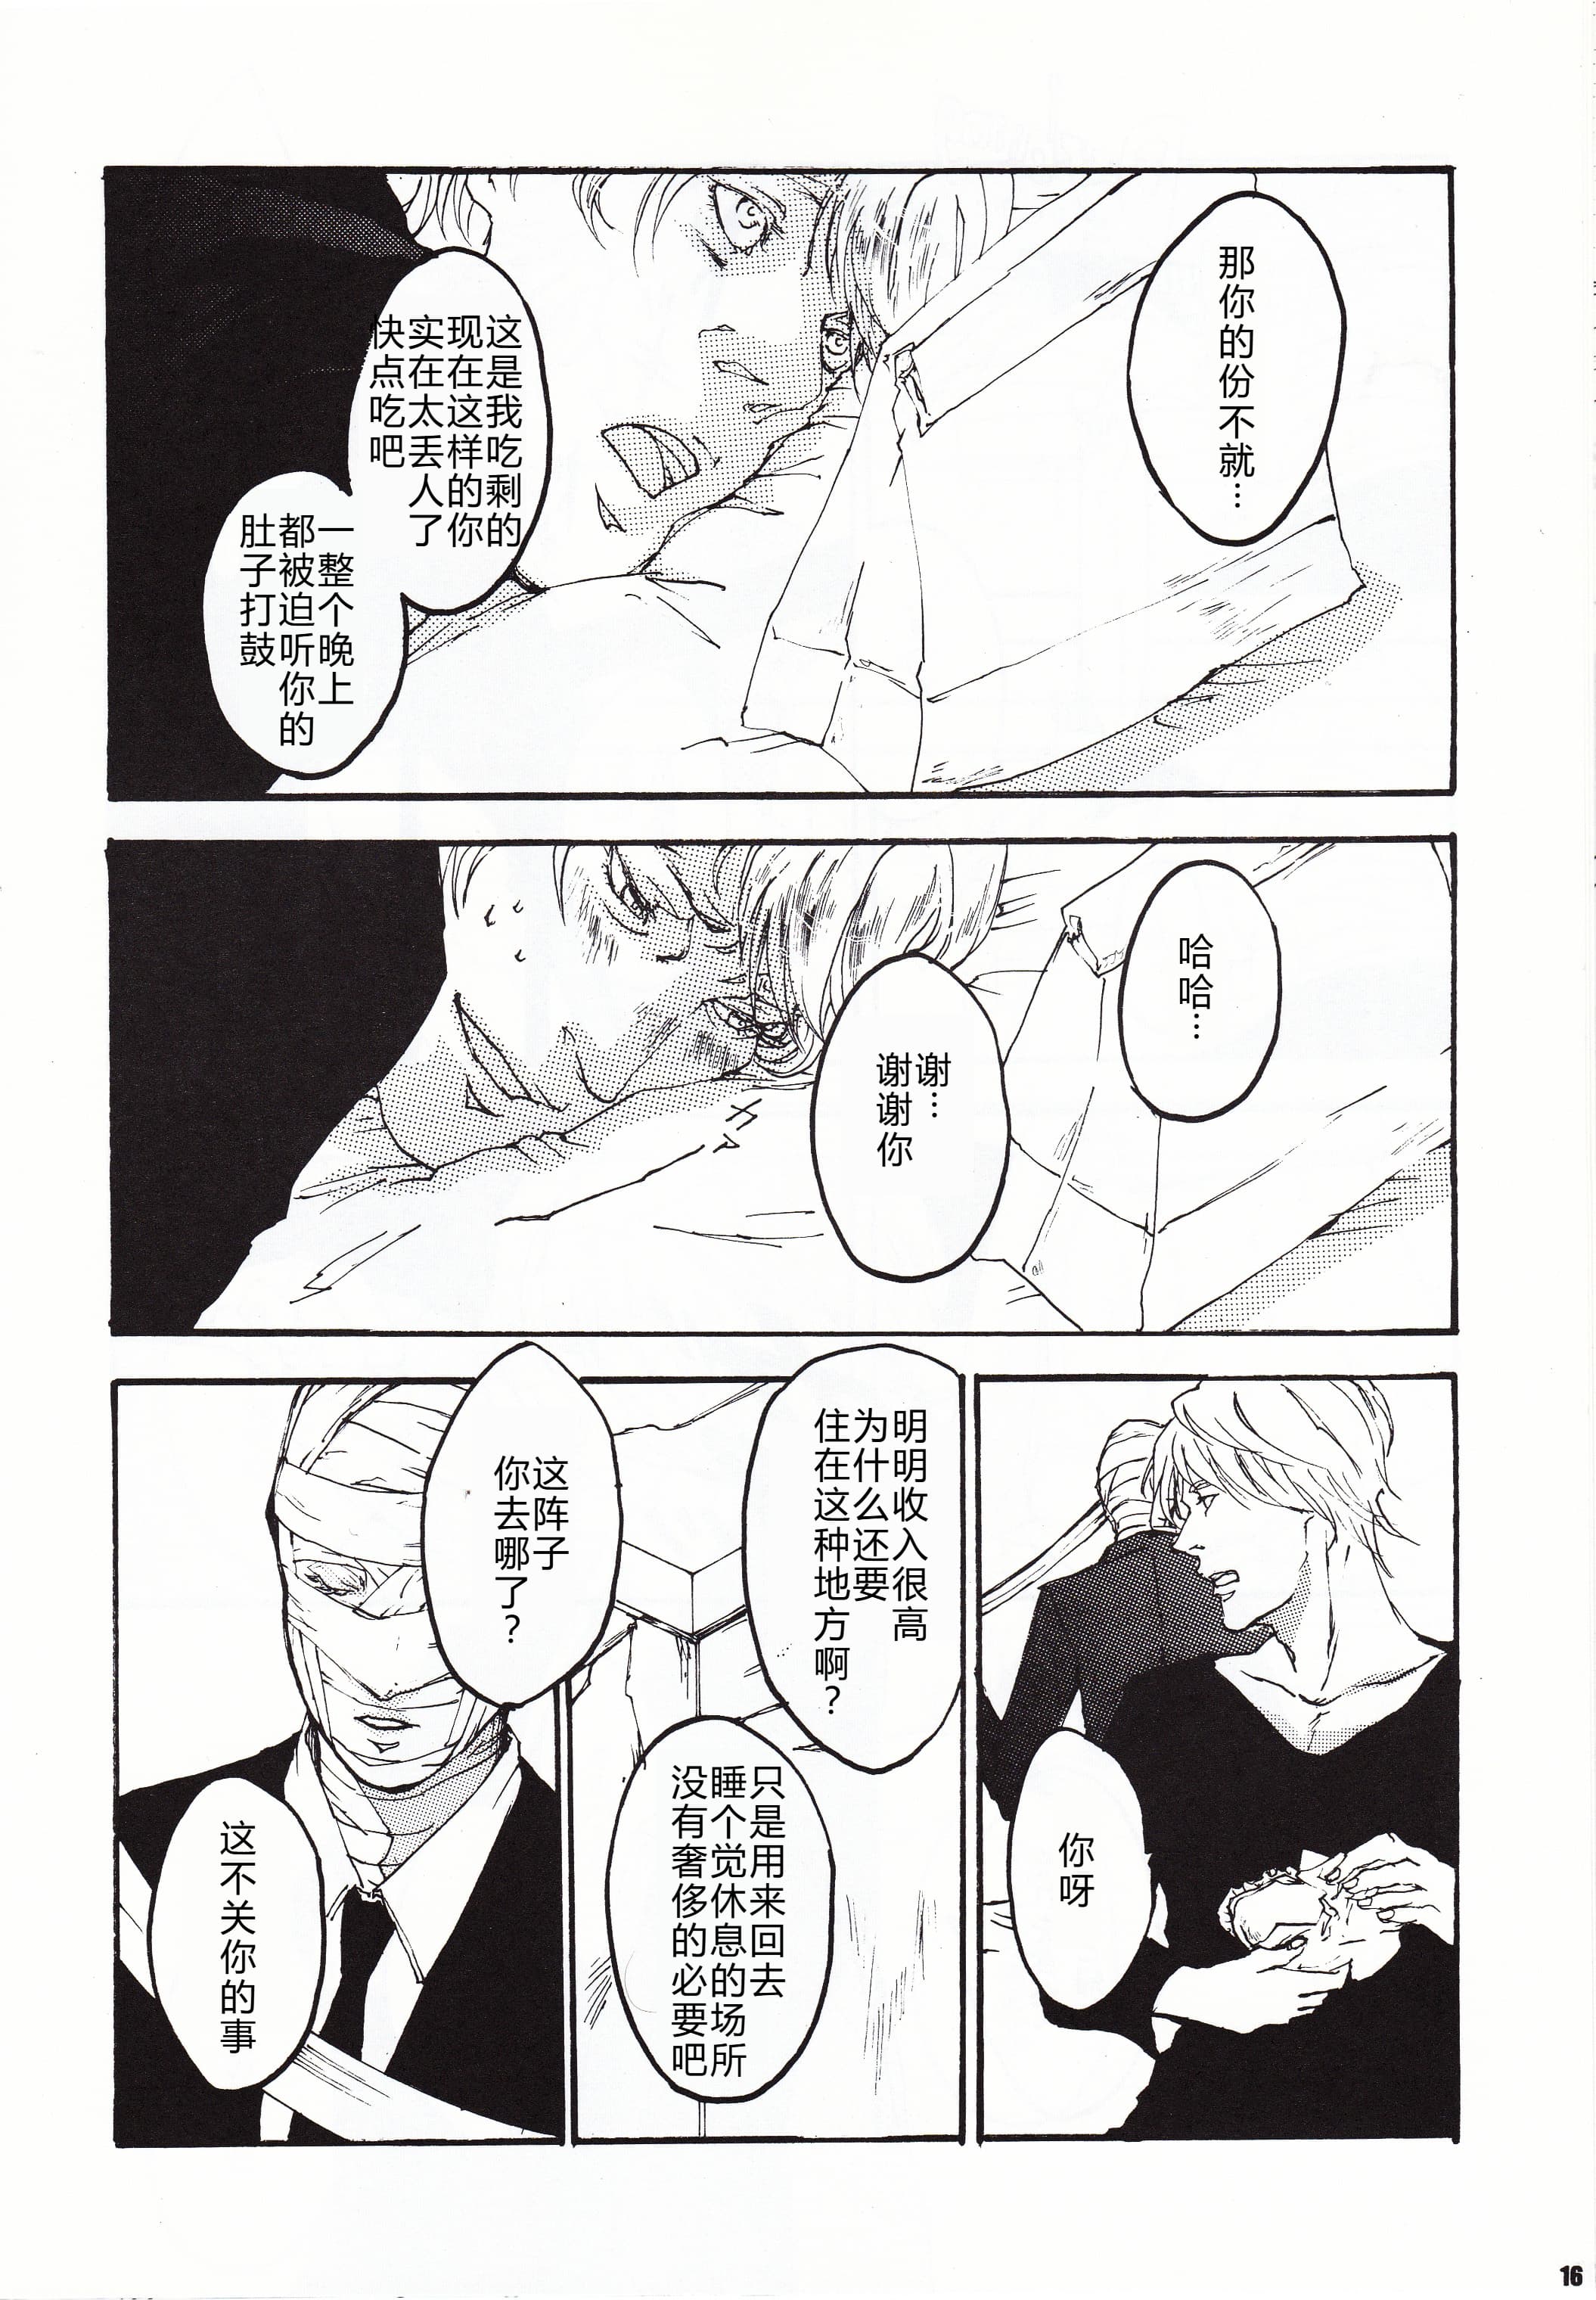 那你的份不就…
这是我吃剩的
现在这样的你
实在太丢人了
快点吃吧
一整个晚上
都被迫听你的
肚子打鼓
哈哈…
谢…
谢谢你
你呀
明明收入很高
为什么还要
住在这种地方啊？
只是用来回去
睡个觉休息的场所
没有奢侈的必要吧
这阵子
你去哪了？
这不关你的事
16